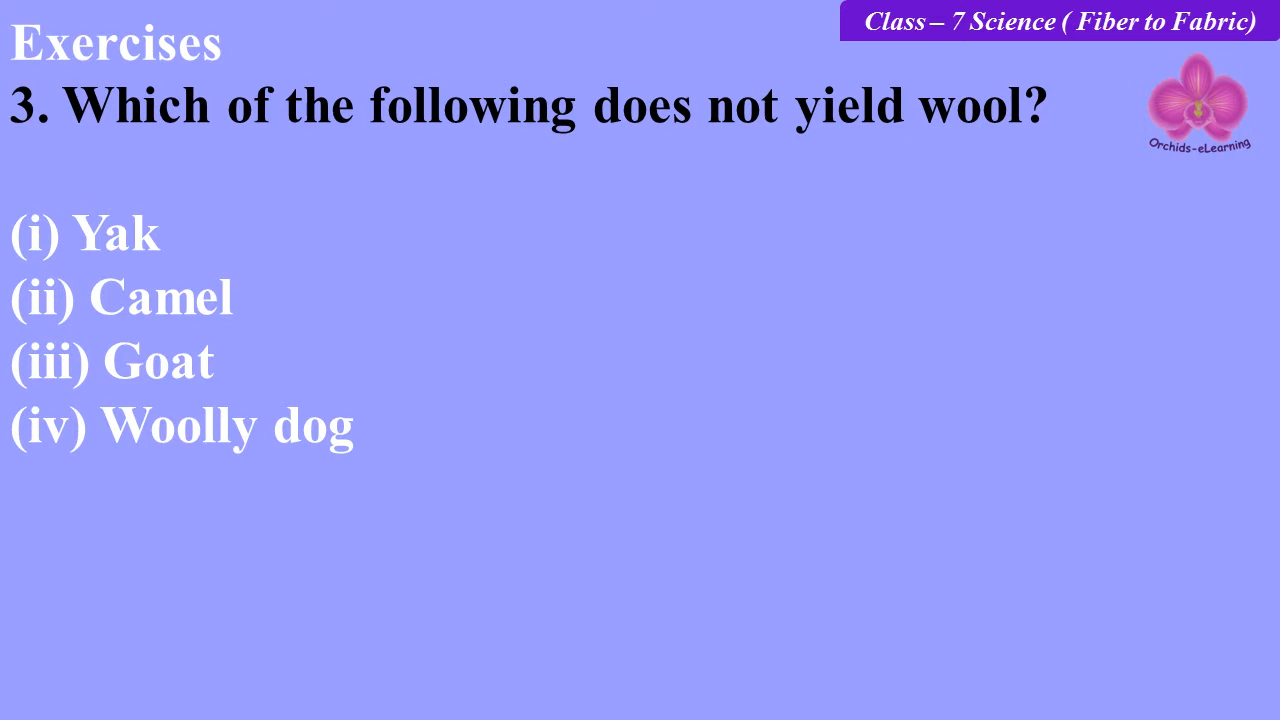 Class – 7 Science ( Fiber to Fabric)
Exercises
3. Which of the following does not yield wool?
Orchids-eLearning
(i) Yak
(ii) Camel
(iii) Goat
(iv) Woolly dog